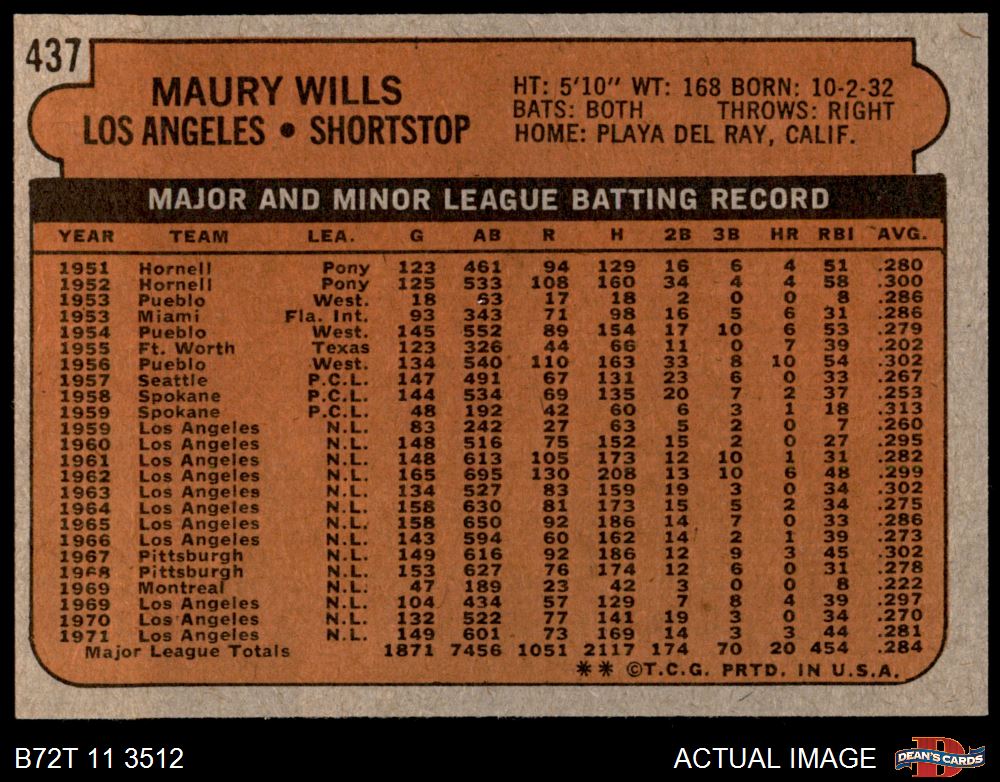 437
MAURY WILLS
LOS ANGELES • SHORTSTOP
HT: 5'10" WT: 168 BORN: 10-2-32
BATS: BOTH THROWS: RIGHT
HOME: PLAYA DEL RAY, CALIF.
MAJOR AND MINOR LEAGUE BATTING RECORD
YEAR TEAM LEA. G AB R H 2B 3B HR RBI AVG.
1951 Hornell Pony 123 461 94 129 16 6 4 51 .280
1952 Hornell Pony 125 533 108 160 34 4 4 58 .300
1953 Pueblo West. 18 63 17 18 2 0 0 8 .286
1953 Miami Fla. Int. 93 343 71 98 16 5 6 31 .286
1954 Pueblo West. 145 552 89 154 17 10 6 53 .279
1955 Ft. Worth Texas 123 326 44 66 11 0 7 39 .202
1956 Pueblo West. 134 540 110 163 33 8 10 54 .302
1957 Seattle P.C.L. 147 491 67 131 23 6 0 33 .267
1958 Spokane P.C.L. 144 534 69 135 20 7 2 37 .253
1959 Spokane P.C.L. 48 192 42 60 6 3 1 18 .313
1959 Los Angeles N.L. 83 242 27 63 5 2 0 7 .260
1960 Los Angeles N.L. 148 516 75 152 15 2 0 27 .295
1961 Los Angeles N.L. 148 613 105 173 12 10 1 31 .282
1962 Los Angeles N.L. 165 695 130 208 13 10 6 48 .299
1963 Los Angeles N.L. 134 527 83 159 19 3 0 34 .302
1964 Los Angeles N.L. 158 630 81 173 15 5 2 34 .275
1965 Los Angeles N.L. 158 650 92 186 14 7 0 33 .286
1966 Los Angeles N.L. 143 594 60 162 14 2 1 39 .273
1967 Pittsburgh N.L. 149 616 92 186 12 9 3 45 .302
1968 Pittsburgh N.L. 153 627 76 174 12 6 0 31 .278
1969 Montreal N.L. 47 189 23 42 3 0 0 8 .222
1969 Los Angeles N.L. 104 434 57 129 7 8 4 39 .297
1970 Los Angeles N.L. 132 522 77 141 19 3 0 34 .270
1971 Los Angeles N.L. 149 601 73 169 14 3 3 44 .281
Major League Totals 1871 7456 1051 2117 174 70 20 454 .284
** ©T.C.G. PRTD. IN U.S.A.
B72T 11 3512
ACTUAL IMAGE
D
DEAN'S CARDS